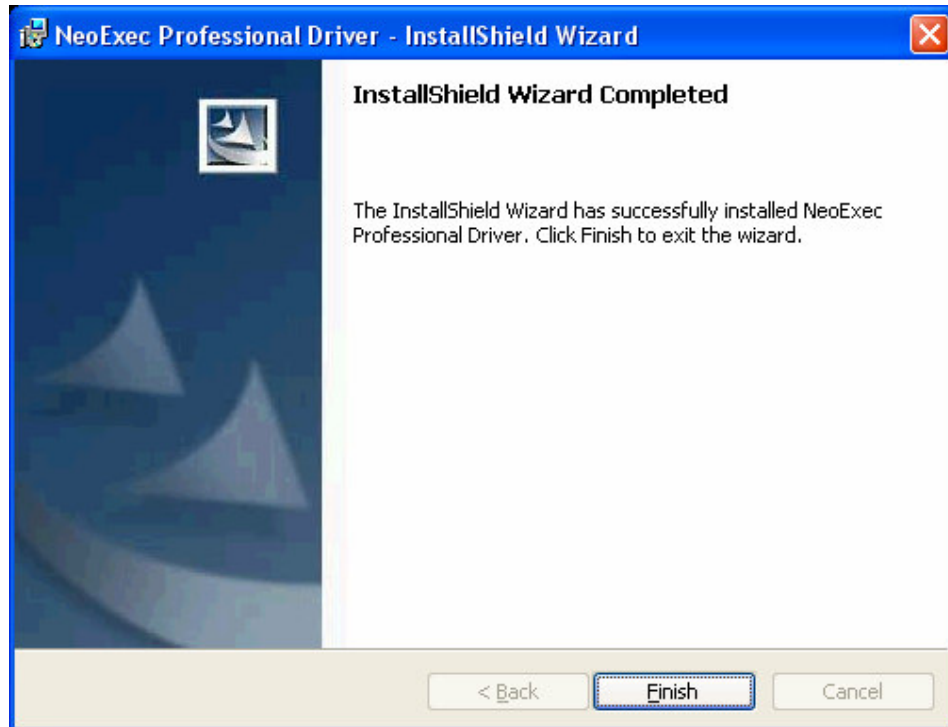 NeoExec Professional Driver - InstallShield Wizard
InstallShield Wizard Completed
The InstallShield Wizard has successfully installed NeoExec
Professional Driver. Click Finish to exit the wizard.
< Back
Finish
Cancel